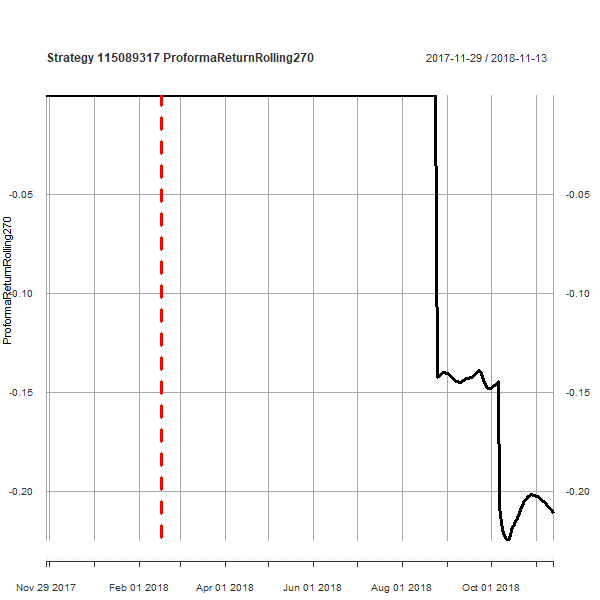 Strategy 115089317 ProformaReturnRolling270
2017-11-29 / 2018-11-13
ProformaReturnRolling270
-0.05
-0.10
-0.15
-0.20
-0.05
-0.10
-0.15
-0.20
Nov 29 2017
Feb 01 2018
Apr 01 2018
Jun 01 2018
Aug 01 2018
Oct 01 2018